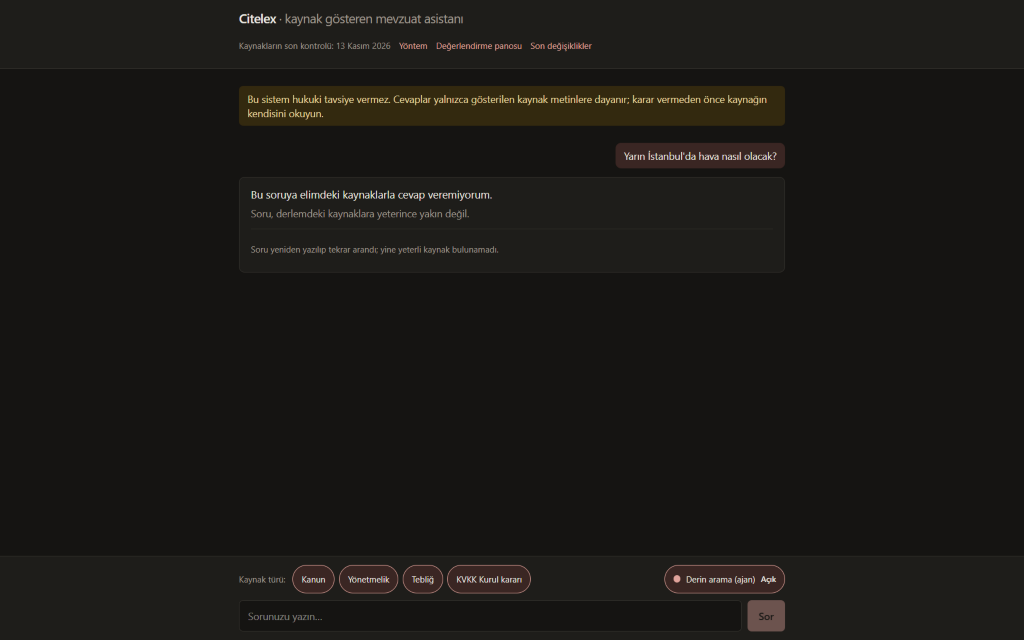 Citelex · kaynak gösteren mevzuat asistanı
Kaynakların son kontrolü: 13 Kasım 2026 Yöntem Değerlendirme panosu Son değişiklikler
Bu sistem hukuki tavsiye vermez. Cevaplar yalnızca gösterilen kaynak metinlere dayanır; karar vermeden önce kaynağın
kendisini okuyun.
Yarın İstanbul'da hava nasıl olacak?
Bu soruya elimdeki kaynaklarla cevap veremiyorum.
Soru, derlemdeki kaynaklara yeterince yakın değil.
Soru yeniden yazılıp tekrar arandı; yine yeterli kaynak bulunamadı.
Kaynak türü: Kanun Yönetmelik Tebliğ KVKK Kurul kararı Derin arama (ajan) Açık
Sorunuzu yazın... Sor